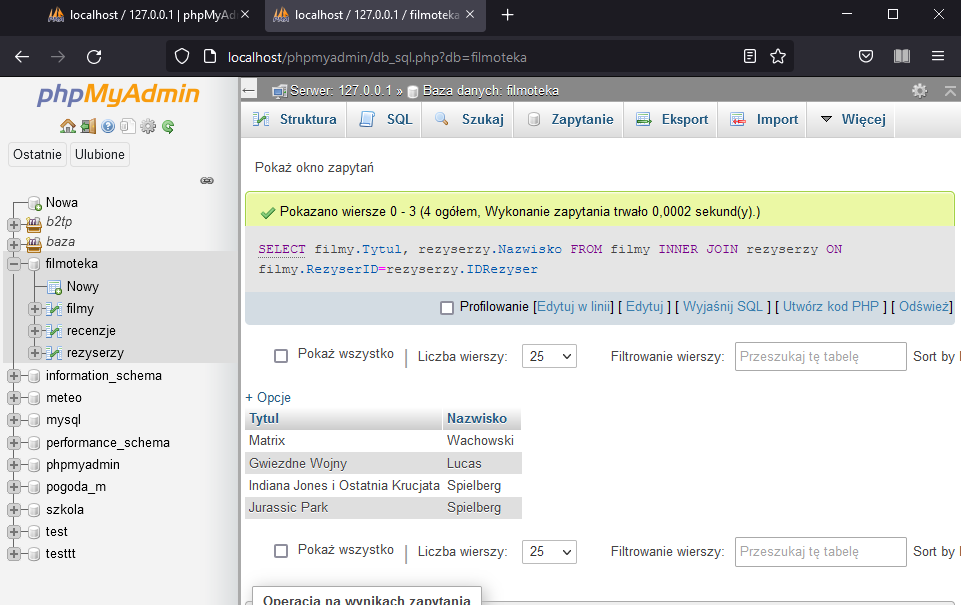 localhost / 127.0.0.1 | phpMyAd
localhost / 127.0.0.1 / filmoteka
localhost/phpmyadmin/db_sql.php?db=filmoteka
phpMyAdmin
Ostatnie Ulubione
Nowa
b2tp
baza
filmoteka
Nowy
filmy
recenzje
rezyserzy
information_schema
meteo
mysql
performance_schema
phpmyadmin
pogoda_m
szkola
test
testtt
Serwer: 127.0.0.1 » Baza danych: filmoteka
Struktura SQL Szukaj Zapytanie Eksport Import Więcej
Pokaż okno zapytań
Pokazano wiersze 0 - 3 (4 ogółem, Wykonanie zapytania trwało 0,0002 sekund(y).)
SELECT filmy.Tytul, rezyserzy.Nazwisko FROM filmy INNER JOIN rezyserzy ON
filmy.RezyserID=rezyserzy.IDRezyser
Profilowanie [Edytuj w linii] [ Edytuj ] [ Wyjaśnij SQL ] [ Utwórz kod PHP ] [ Odśwież]
Pokaż wszystko | Liczba wierszy: 25 Filtrowanie wierszy: Przeszukaj tę tabelę Sort by
+ Opcje
Tytul Nazwisko
Matrix Wachowski
Gwiezdne Wojny Lucas
Indiana Jones i Ostatnia Krucjata Spielberg
Jurassic Park Spielberg
Pokaż wszystko | Liczba wierszy: 25 Filtrowanie wierszy: Przeszukaj tę tabelę Sort by
Operacja na wynikach zapytania